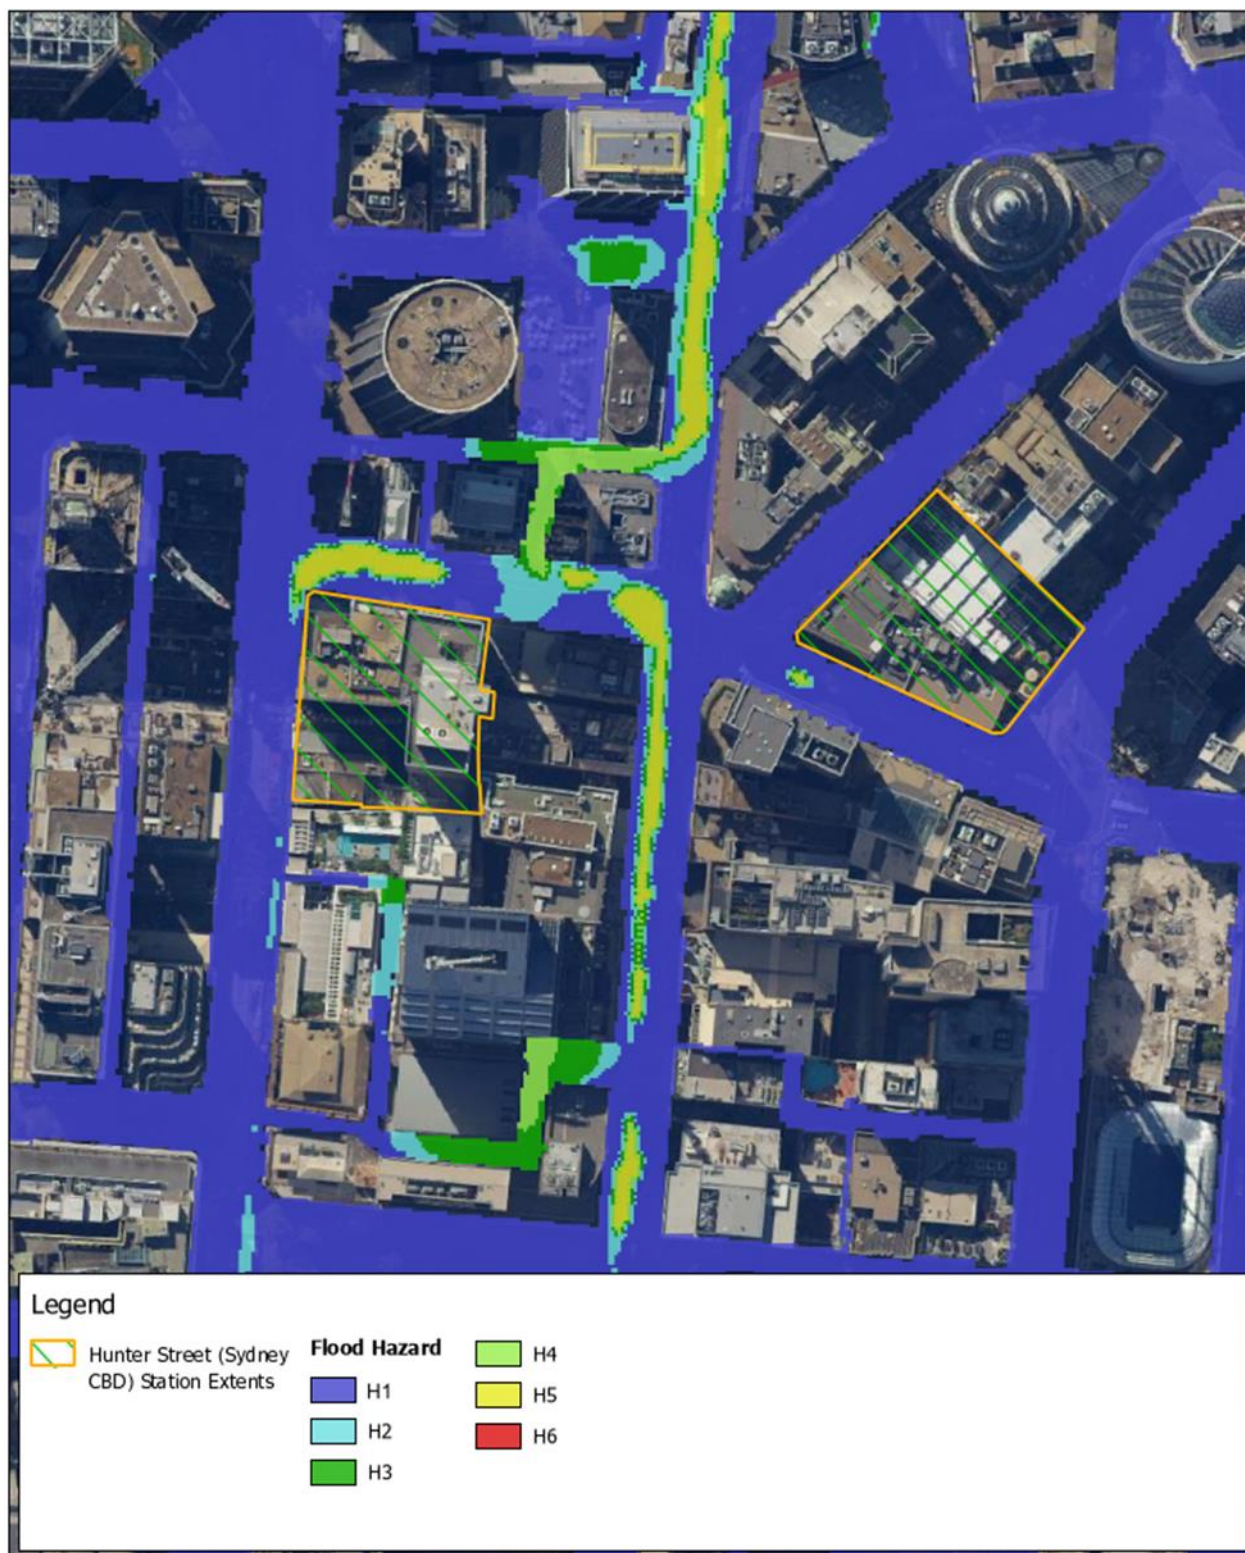 Legend
Hunter Street (Sydney
CBD) Station Extents
Flood Hazard
H1
H2
H3
H4
H5
H6